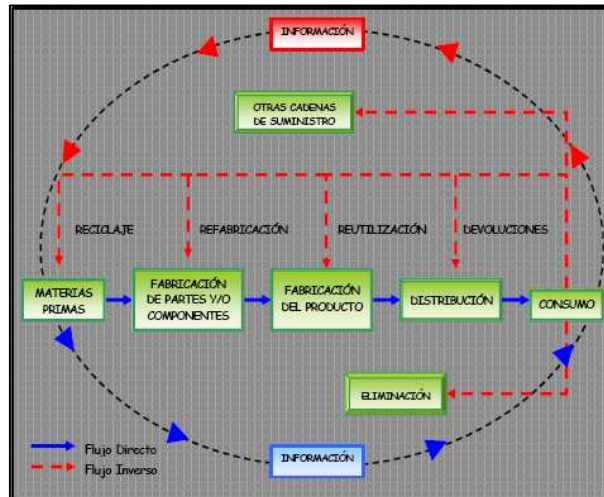 INFORMACIÓN
OTRAS CADENAS
DE SUMINISTRO
RECICLAJE
REFABRICACIÓN
REUTILIZACIÓN
DEVOLUCIONES
MATERIAS
PRIMAS
FABRICACIÓN
DE PARTES Y/O
COMPONENTES
FABRICACIÓN
DEL PRODUCTO
DISTRIBUCIÓN
CONSUMO
ELIMINACIÓN
Flujo Directo
Flujo Inverso
INFORMACIÓN